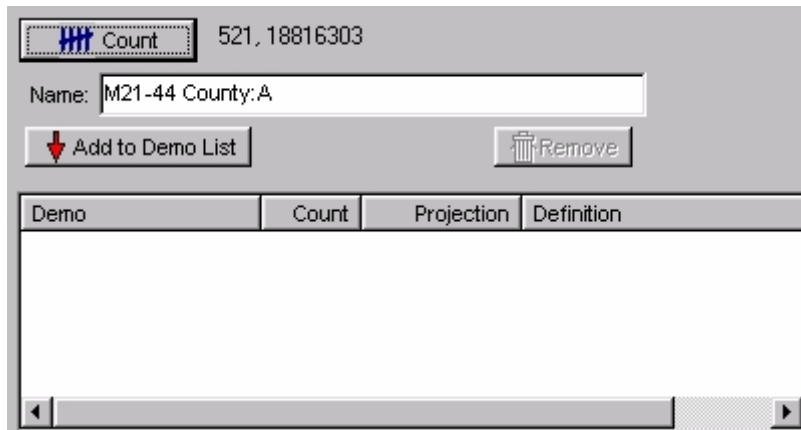 Count 521, 18816303
Name: M21-44 County:A
Add to Demo List Remove
Demo Count Projection Definition